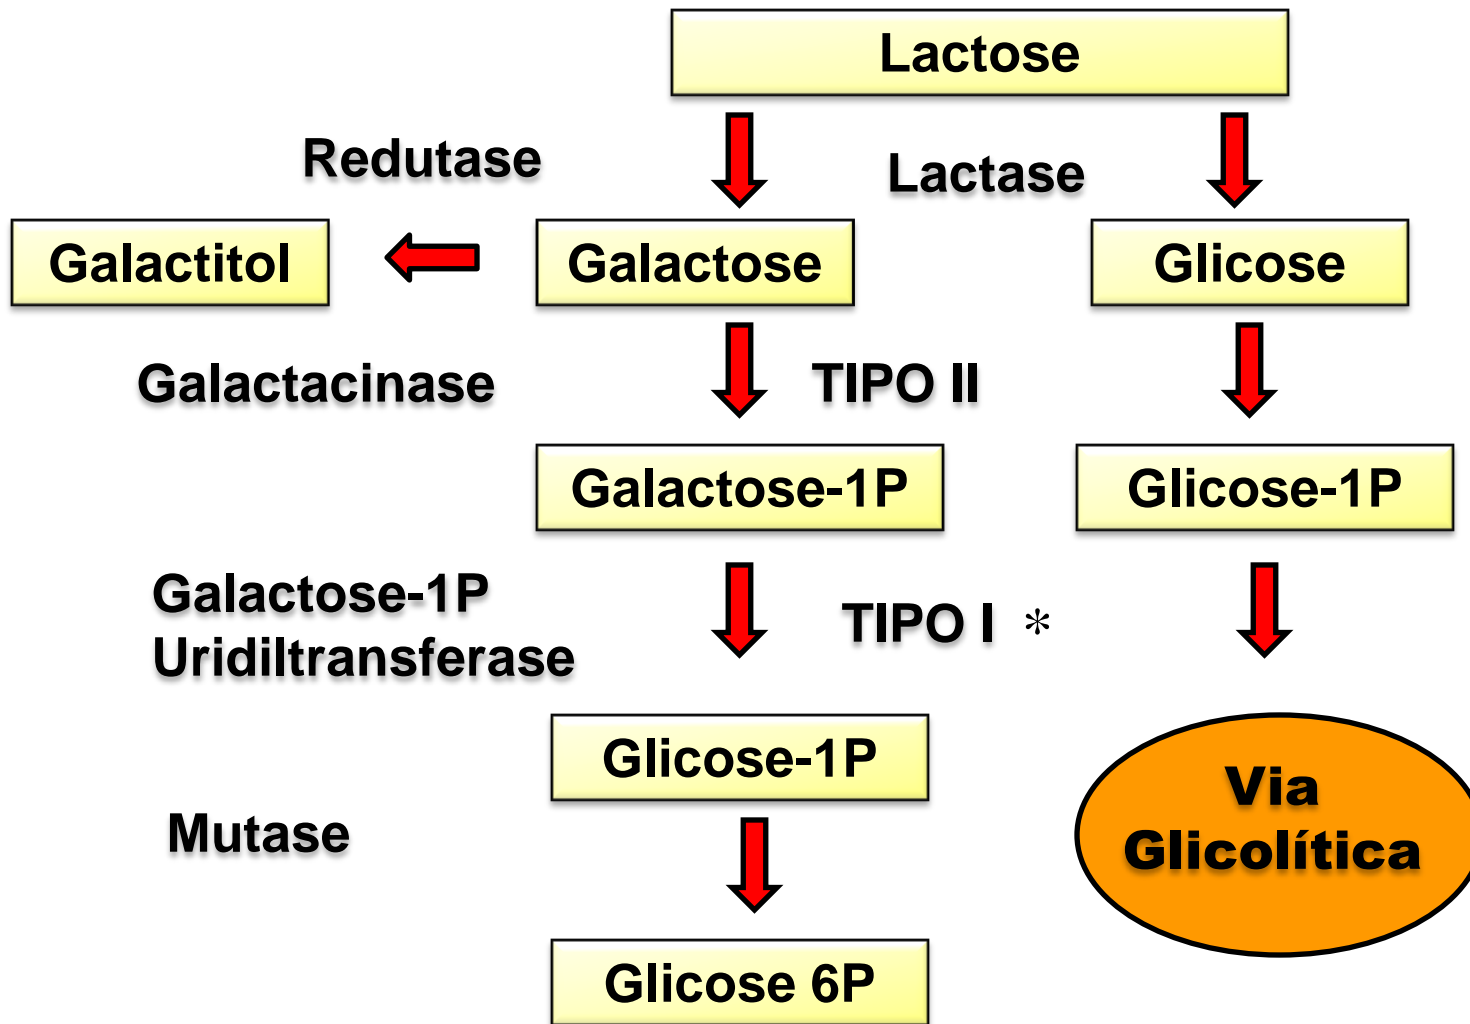 Lactose
Redutase
Lactase
Galactitol
Galactose
Glicose
Galactacinase
TIPO II
Galactose-1P
Glicose-1P
Galactose-1P
Uridiltransferase
TIPO I *
Glicose-1P
Via
Glicolítica
Mutase
Glicose 6P